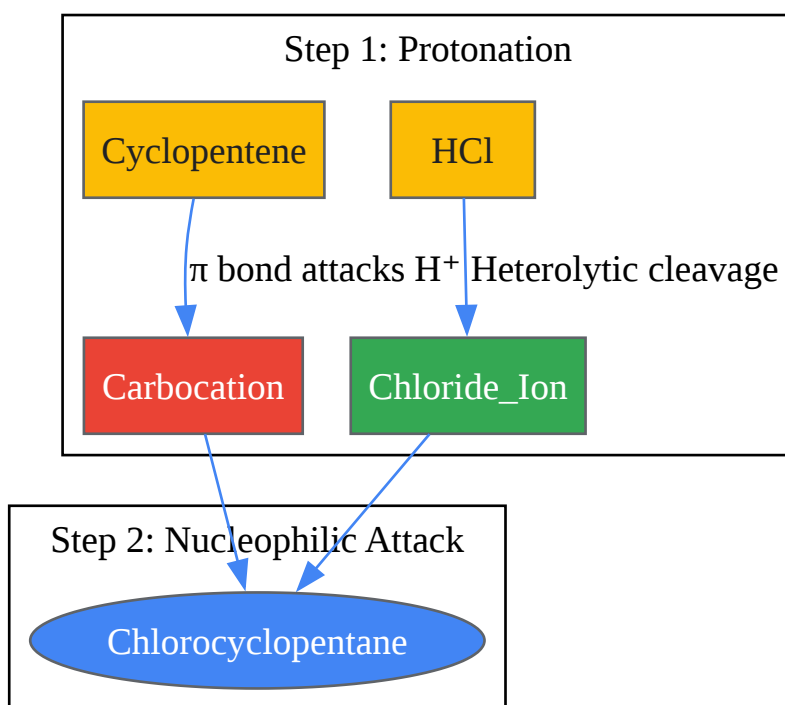 Step 1: Protonation
Cyclopentene
HCl
π bond attacks H⁺
Heterolytic cleavage
Carbocation
Chloride_Ion
Step 2: Nucleophilic Attack
Chlorocyclopentane